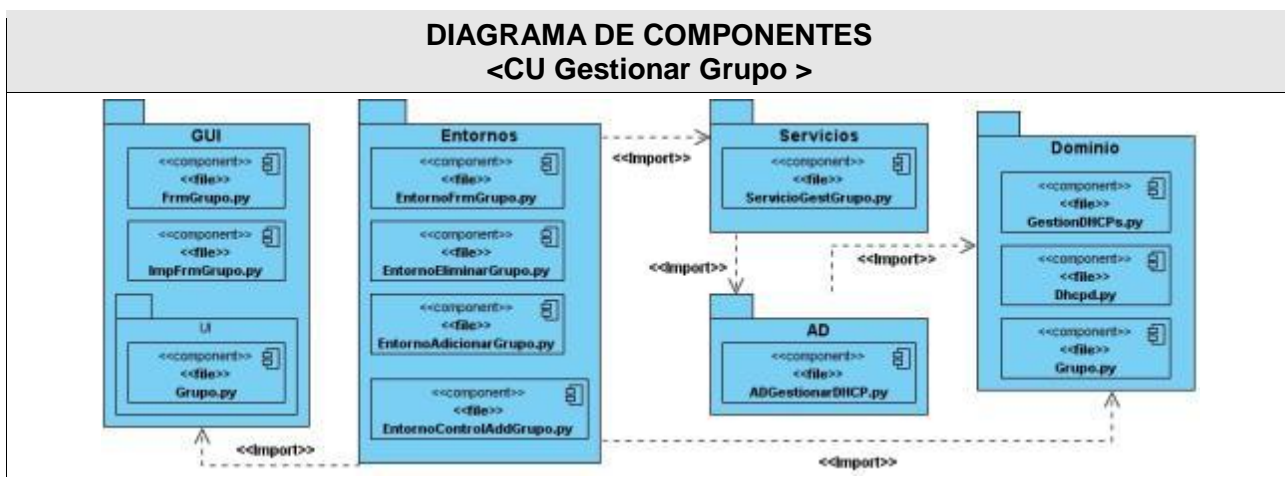 DIAGRAMA DE COMPONENTES
<CU Gestionar Grupo >
GUI
<<component>>
<<file>>
FrmGrupo.py
<<component>>
<<file>>
ImpFrmGrupo.py
UI
<<component>>
<<file>>
Grupo.py
<<Import>>
Entornos
<<component>>
<<file>>
EntornoFrmGrupo.py
<<component>>
<<file>>
EntornoEliminarGrupo.py
<<component>>
<<file>>
EntornoAdicionarGrupo.py
<<component>>
<<file>>
EntornoControlAddGrupo.py
<<Import>>
Servicios
<<component>>
<<file>>
ServicioGestGrupo.py
<<Import>>
AD
<<component>>
<<file>>
ADGestionarDHCP.py
<<Import>>
Dominio
<<component>>
<<file>>
GestionDHCPs.py
<<component>>
<<file>>
Dhcpd.py
<<component>>
<<file>>
Grupo.py
<<Import>>